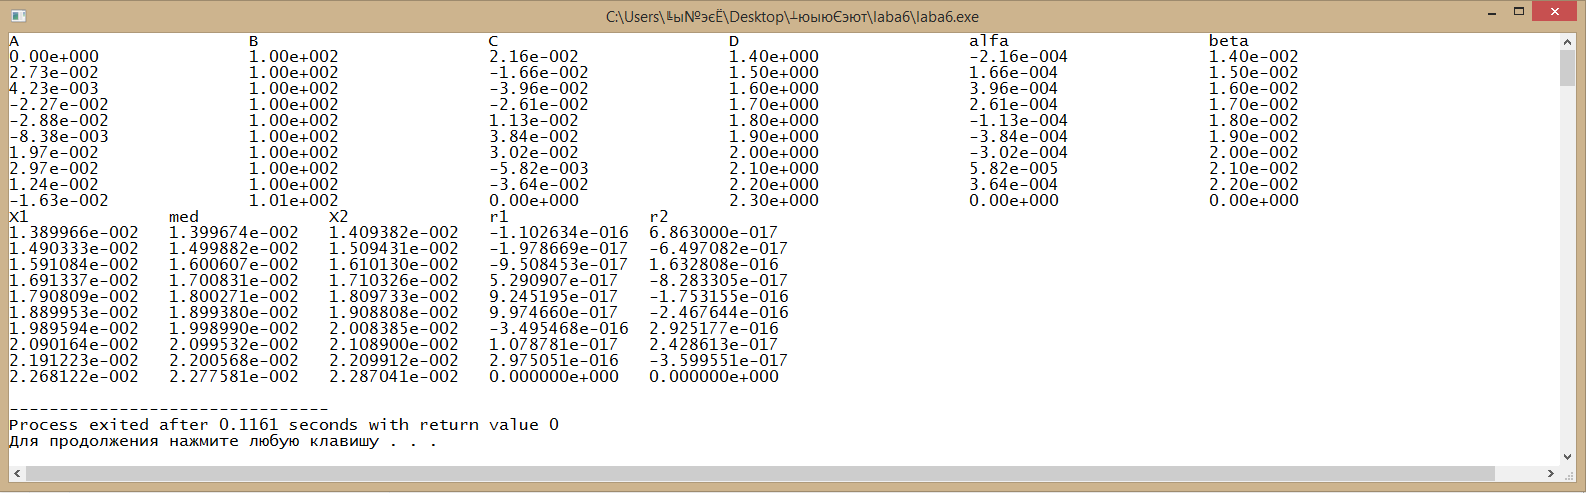 C:\Users\╚ы№эєЁ\Desktop\┴юыюЄэют\laba6\laba6.exe
A B C D alfa beta
0.00e+000 1.00e+002 2.16e-002 1.40e+000 -2.16e-004 1.40e-002
2.73e-002 1.00e+002 -1.66e-002 1.50e+000 1.66e-004 1.50e-002
4.23e-003 1.00e+002 -3.96e-002 1.60e+000 3.96e-004 1.60e-002
-2.27e-002 1.00e+002 -2.61e-002 1.70e+000 2.61e-004 1.70e-002
-2.88e-002 1.00e+002 1.13e-002 1.80e+000 -1.13e-004 1.80e-002
-8.38e-003 1.00e+002 3.84e-002 1.90e+000 -3.84e-004 1.90e-002
1.97e-002 1.00e+002 3.02e-002 2.00e+000 -3.02e-004 2.00e-002
2.97e-002 1.00e+002 -5.82e-003 2.10e+000 5.82e-005 2.10e-002
1.24e-002 1.00e+002 -3.64e-002 2.20e+000 3.64e-004 2.20e-002
-1.63e-002 1.01e+002 0.00e+000 2.30e+000 0.00e+000 0.00e+000
X1 med X2 r1 r2
1.389966e-002 1.399674e-002 1.409382e-002 -1.102634e-016 6.863000e-017
1.490333e-002 1.499882e-002 1.509431e-002 -1.978669e-017 -6.497082e-017
1.591084e-002 1.600607e-002 1.610130e-002 -9.508453e-017 1.632808e-016
1.691337e-002 1.700831e-002 1.710326e-002 5.290907e-017 -8.283305e-017
1.790809e-002 1.800271e-002 1.809733e-002 9.245195e-017 -1.753155e-016
1.889953e-002 1.899380e-002 1.908808e-002 9.974660e-017 -2.467644e-016
1.989594e-002 1.998990e-002 2.008385e-002 -3.495468e-016 2.925177e-016
2.090164e-002 2.099532e-002 2.108900e-002 1.078781e-017 2.428613e-017
2.191223e-002 2.200568e-002 2.209912e-002 2.975051e-016 -3.599551e-017
2.268122e-002 2.277581e-002 2.287041e-002 0.000000e+000 0.000000e+000
--------------------------------
Process exited after 0.1161 seconds with return value 0
Для продолжения нажмите любую клавишу . . .